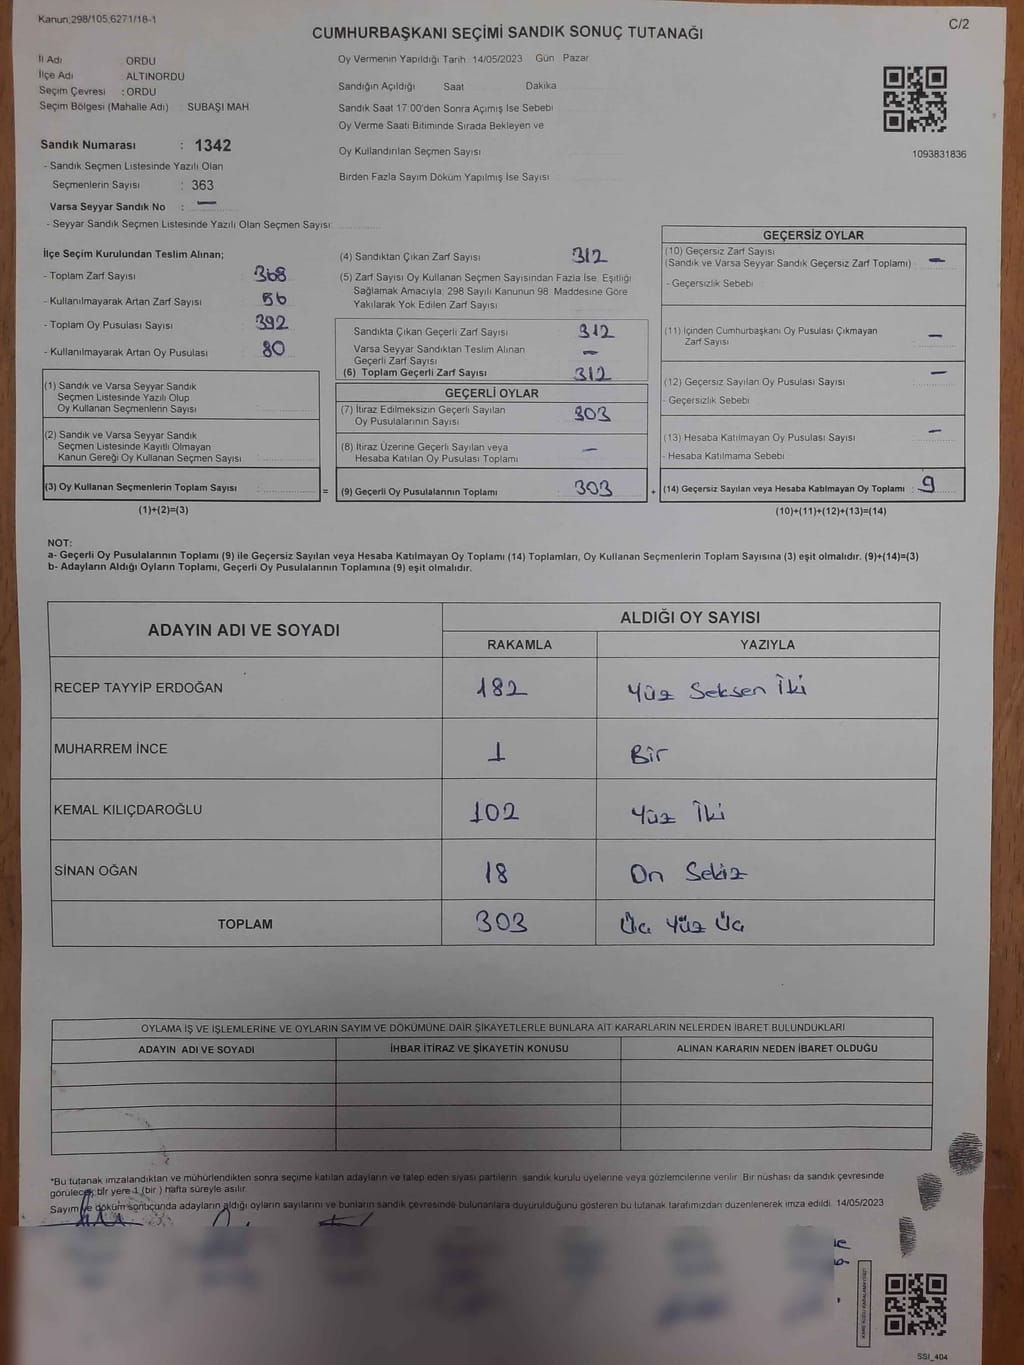 Kanun;298/105;6271/18-1
C/2
CUMHURBAŞKANI SEÇİMİ SANDIK SONUÇ TUTANAĞI
İl Adı : ORDU
İlçe Adı : ALTINORDU
Seçim Çevresi : ORDU
Seçim Bölgesi (Mahalle Adı) : SUBAŞI MAH
Sandık Numarası : 1342
- Sandık Seçmen Listesinde Yazılı Olan
Seçmenlerin Sayısı : 363
Varsa Seyyar Sandık No : —
- Seyyar Sandık Seçmen Listesinde Yazılı Olan Seçmen Sayısı:
Oy Vermenin Yapıldığı Tarih 14/05/2023 Gün Pazar
Sandığın Açıldığı Saat Dakika
Sandık Saat 17 00'den Sonra Açımış İse Sebebi
Oy Verme Saati Bitiminde Sırada Bekleyen ve
Oy Kullandırılan Seçmen Sayısı
Birden Fazla Sayım Döküm Yapılmış İse Sayısı
1093831836
İlçe Seçim Kurulundan Teslim Alınan;
- Toplam Zarf Sayısı 368
- Kullanılmayarak Artan Zarf Sayısı 56
- Toplam Oy Pusulası Sayısı 392
- Kullanılmayarak Artan Oy Pusulası 80
(1) Sandık ve Varsa Seyyar Sandık
Seçmen Listesinde Yazılı Olup
Oy Kullanan Seçmenlerin Sayısı
(2) Sandık ve Varsa Seyyar Sandık
Seçmen Listesinde Kayıtlı Olmayan
Kanun Gereği Oy Kullanan Seçmen Sayısı
(3) Oy Kullanan Seçmenlerin Toplam Sayısı :
(1)+(2)=(3)
=
(4) Sandıktan Çıkan Zarf Sayısı 312
(5) Zarf Sayısı Oy Kullanan Seçmen Sayısından Fazla İse, Eşitliği
Sağlamak Amacıyla, 298 Sayılı Kanunun 98 Maddesine Göre
Yakılarak Yok Edilen Zarf Sayısı
Sandıkta Çıkan Geçerli Zarf Sayısı 312
Varsa Seyyar Sandıktan Teslim Alınan
Geçerli Zarf Sayısı —
(6) Toplam Geçerli Zarf Sayısı 312
GEÇERLİ OYLAR
(7) İtiraz Edilmeksizin Geçerli Sayılan
Oy Pusulalarının Sayısı 303
(8) İtiraz Üzerine Geçerli Sayılan veya
Hesaba Katılan Oy Pusulası Toplamı —
(9) Geçerli Oy Pusulalarının Toplamı 303
+
GEÇERSİZ OYLAR
(10) Geçersiz Zarf Sayısı
(Sandık ve Varsa Seyyar Sandık Geçersiz Zarf Toplamı) —
- Geçersizlik Sebebi
(11) İçinden Cumhurbaşkanı Oy Pusulası Çıkmayan
Zarf Sayısı —
(12) Geçersiz Sayılan Oy Pusulası Sayısı —
- Geçersizlik Sebebi
(13) Hesaba Katılmayan Oy Pusulası Sayısı —
- Hesaba Katılmama Sebebi
(14) Geçersiz Sayılan veya Hesaba Katılmayan Oy Toplamı : 9
(10)+(11)+(12)+(13)=(14)
NOT:
a- Geçerli Oy Pusulalarının Toplamı (9) ile Geçersiz Sayılan veya Hesaba Katılmayan Oy Toplamı (14) Toplamları, Oy Kullanan Seçmenlerin Toplam Sayısına (3) eşit olmalıdır. (9)+(14)=(3)
b- Adayların Aldığı Oyların Toplamı, Geçerli Oy Pusulalarının Toplamına (9) eşit olmalıdır.
ADAYIN ADI VE SOYADI
ALDIĞI OY SAYISI
RAKAMLA YAZIYLA
RECEP TAYYİP ERDOĞAN 182 Yüz Seksen İki
MUHARREM İNCE 1 Bir
KEMAL KILIÇDAROĞLU 102 Yüz İki
SİNAN OĞAN 18 On Sekiz
TOPLAM 303 Üç Yüz Üç
OYLAMA İŞ VE İŞLEMLERİNE VE OYLARIN SAYIM VE DÖKÜMÜNE DAİR ŞİKAYETLERLE BUNLARA AİT KARARLARIN NELERDEN İBARET BULUNDUKLARI
ADAYIN ADI VE SOYADI İHBAR İTİRAZ VE ŞİKAYETİN KONUSU ALINAN KARARIN NEDEN İBARET OLDUĞU
*Bu tutanak imzalandıktan ve mühürlendikten sonra seçime katılan adayların ve talep eden siyasi partilerin sandık kurulu üyelerine veya gözlemcilerine verilir. Bir nüshası da sandık çevresinde
görülecek bir yere 1 (bir ) hafta süreyle asılır.
Sayım ve döküm sonucunda adayların aldığı oyların sayılarını ve bunların sandık çevresinde bulunanlara duyurulduğunu gösteren bu tutanak tarafımızdan düzenlenerek imza edildi. 14/05/2023
SSI_404